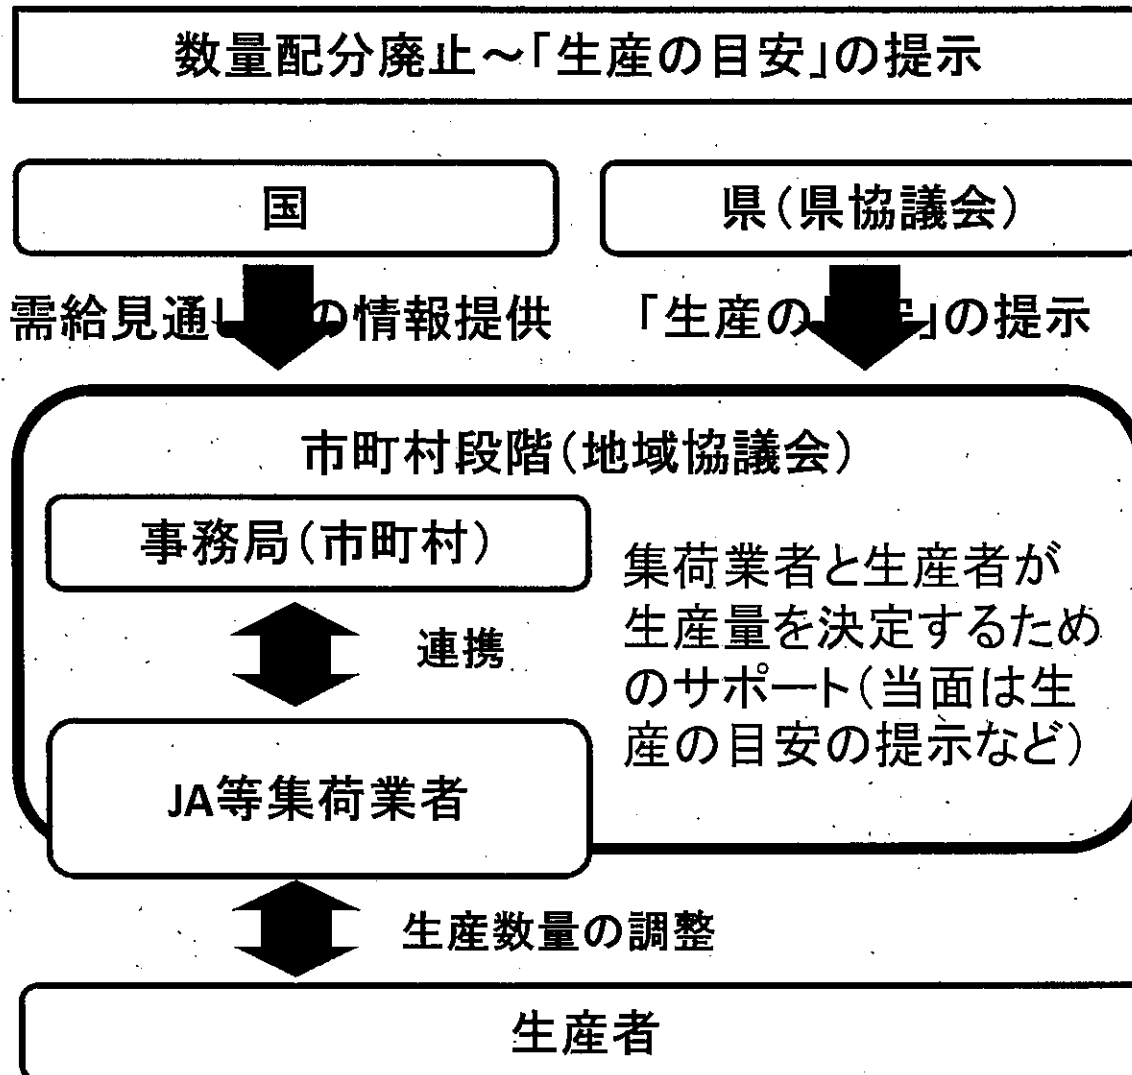 数量配分廃止～「生産の目安」の提示
国
県(県協議会)
需給見通し の情報提供
「生産の 安」の提示
市町村段階(地域協議会)
事務局(市町村)
連携
集荷業者と生産者が
生産量を決定するため
のサポート(当面は生
産の目安の提示など)
JA等集荷業者
生産数量の調整
生産者